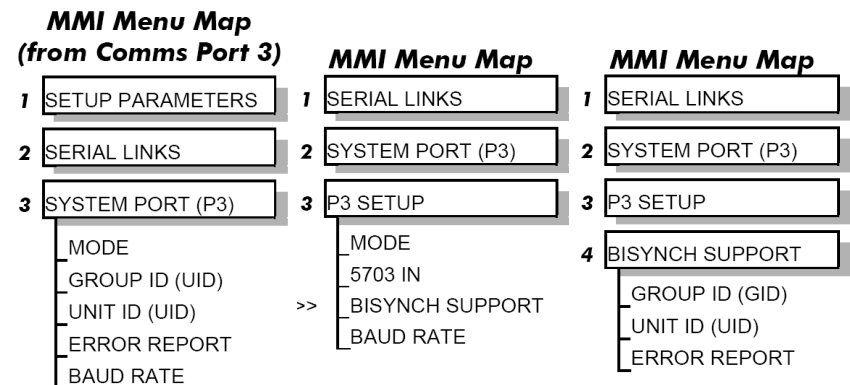 MMI Menu Map
(from Comms Port 3)
1 SETUP PARAMETERS
2 SERIAL LINKS
3 SYSTEM PORT (P3)
MODE
GROUP ID (UID)
UNIT ID (UID)
ERROR REPORT
BAUD RATE
MMI Menu Map
1 SERIAL LINKS
2 SYSTEM PORT (P3)
3 P3 SETUP
MODE
5703 IN
>> BISYNCH SUPPORT
BAUD RATE
MMI Menu Map
1 SERIAL LINKS
2 SYSTEM PORT (P3)
3 P3 SETUP
4 BISYNCH SUPPORT
GROUP ID (GID)
UNIT ID (UID)
ERROR REPORT